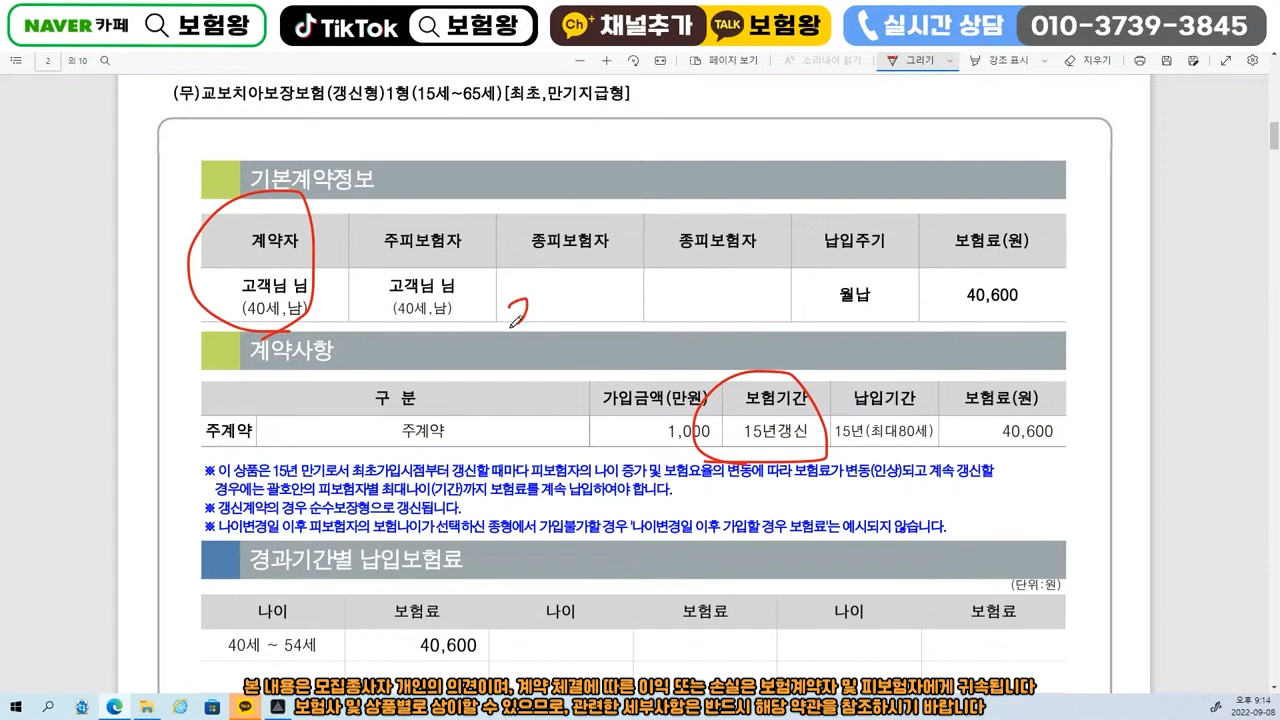 NAVER 카페 보험왕 TikTok 보험왕 Ch+ 채널추가 TALK 보험왕 실시간 상담 010-3739-3845
2 의 10 페이지 보기 소리내어 읽기 그리기 강조 표시 지우기
(무)교보치아보장보험(갱신형)1형(15세~65세)[최초,만기지급형]
기본계약정보
계약자 주피보험자 종피보험자 종피보험자 납입주기 보험료(원)
고객님 님 고객님 님 월납 40,600
(40세,남) (40세,남)
계약사항
구 분 가입금액(만원) 보험기간 납입기간 보험료(원)
주계약 주계약 1,000 15년갱신 15년(최대80세) 40,600
※ 이 상품은 15년 만기로서 최초가입시점부터 갱신할 때마다 피보험자의 나이 증가 및 보험요율의 변동에 따라 보험료가 변동(인상)되고 계속 갱신할
경우에는 괄호안의 피보험자별 최대나이(기간)까지 보험료를 계속 납입하여야 합니다.
※ 갱신계약의 경우 순수보장형으로 갱신됩니다.
※ 나이변경일 이후 피보험자의 보험나이가 선택하신 종형에서 가입불가할 경우 '나이변경일 이후 가입할 경우 보험료'는 예시되지 않습니다.
경과기간별 납입보험료
(단위:원)
나이 보험료 나이 보험료 나이 보험료
40세 ~ 54세 40,600
본 내용은 모집종사자 개인의 의견이며, 계약 체결에 따른 이익 또는 손실은 보험계약자 및 피보험자에게 귀속됩니다
보험사 및 상품별로 상이할 수 있으므로, 관련한 세부사항은 반드시 해당 약관을 참조하시기 바랍니다
TALK 오후 9:14
2022-09-08